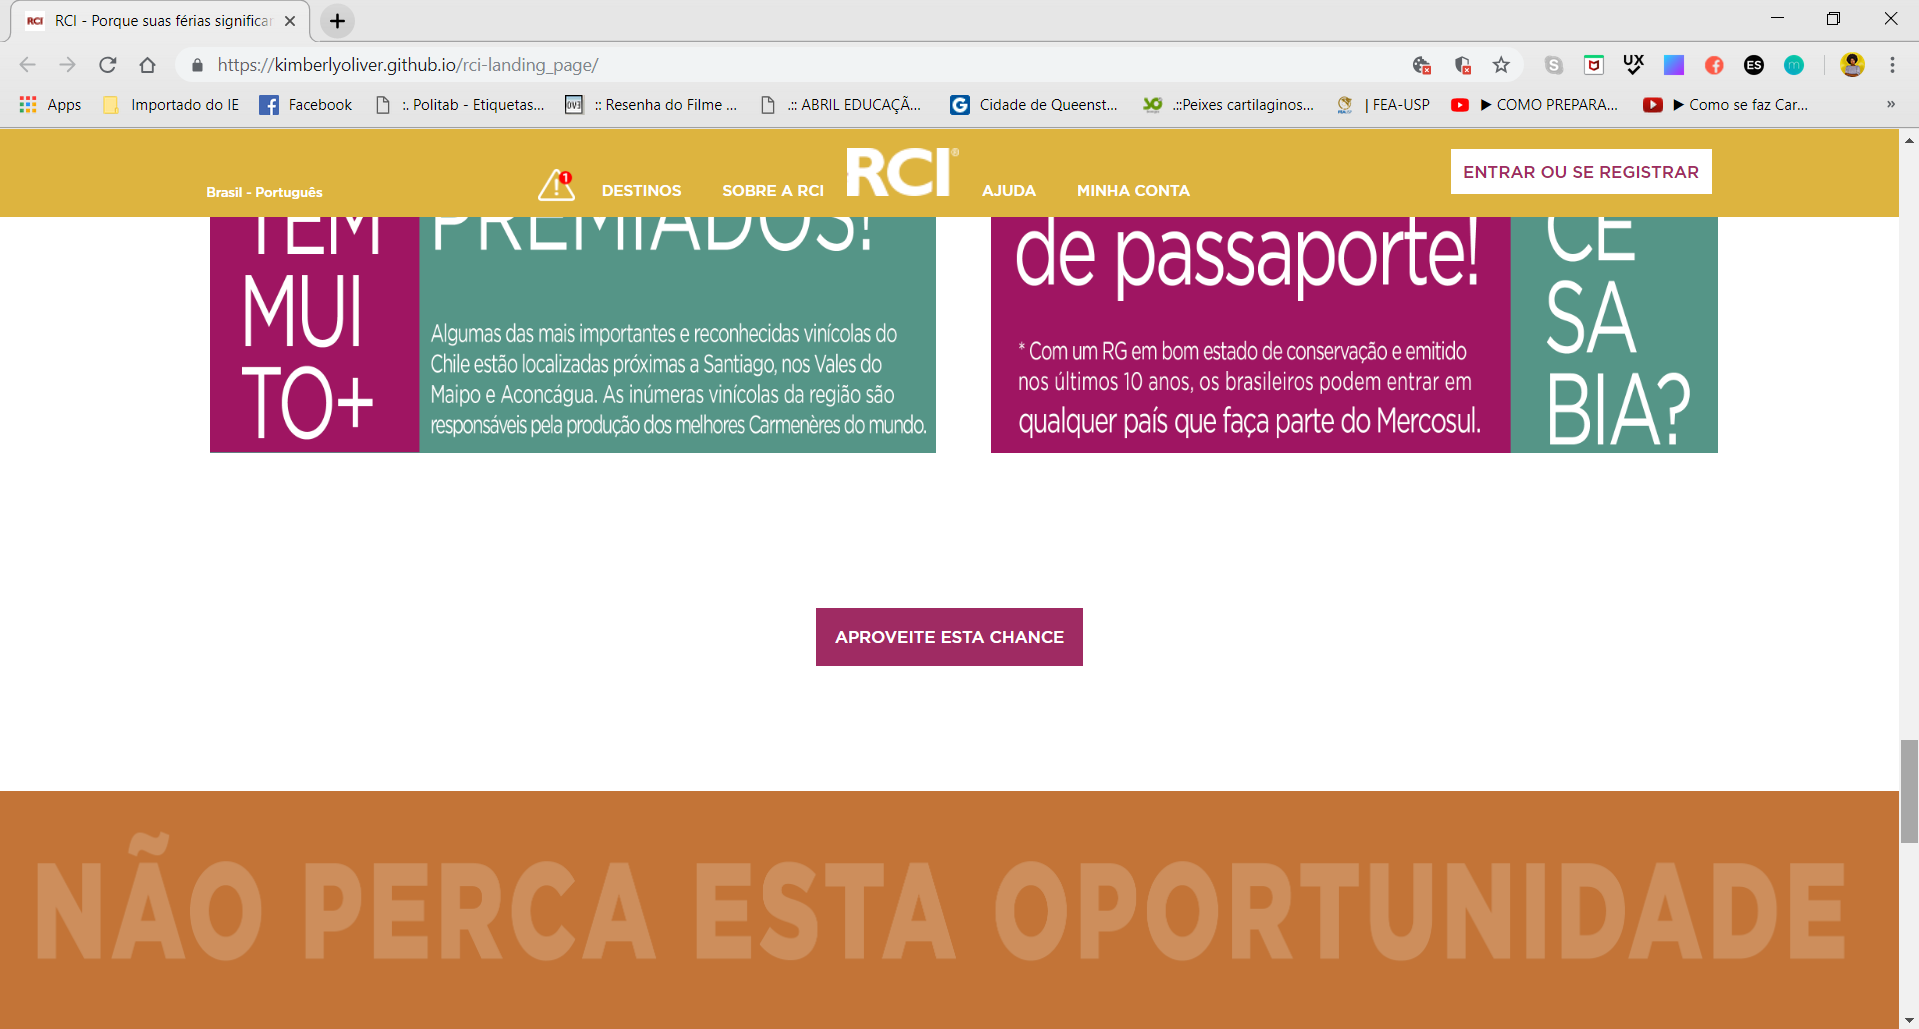 RCI - Porque suas férias significar
https://kimberlyoliver.github.io/rci-landing_page/
Apps
Importado do IE
Facebook
:. Politab - Etiquetas...
:: Resenha do Filme ...
.:: ABRIL EDUCAÇÃ...
Cidade de Queenst...
.::Peixes cartilaginos...
| FEA-USP
▶ COMO PREPARA...
▶ Como se faz Car...
»
Brasil - Português
1
DESTINOS
SOBRE A RCI
RCI®
AJUDA
MINHA CONTA
ENTRAR OU SE REGISTRAR
TEM
MUI
TO+
PREMIADOS!
Algumas das mais importantes e reconhecidas vinícolas do
Chile estão localizadas próximas a Santiago, nos Vales do
Maipo e Aconcágua. As inúmeras vinícolas da região são
responsáveis pela produção dos melhores Carmenères do mundo.
de passaporte!
* Com um RG em bom estado de conservação e emitido
nos últimos 10 anos, os brasileiros podem entrar em
qualquer país que faça parte do Mercosul.
CÊ
SA
BIA?
APROVEITE ESTA CHANCE
NÃO PERCA ESTA OPORTUNIDADE